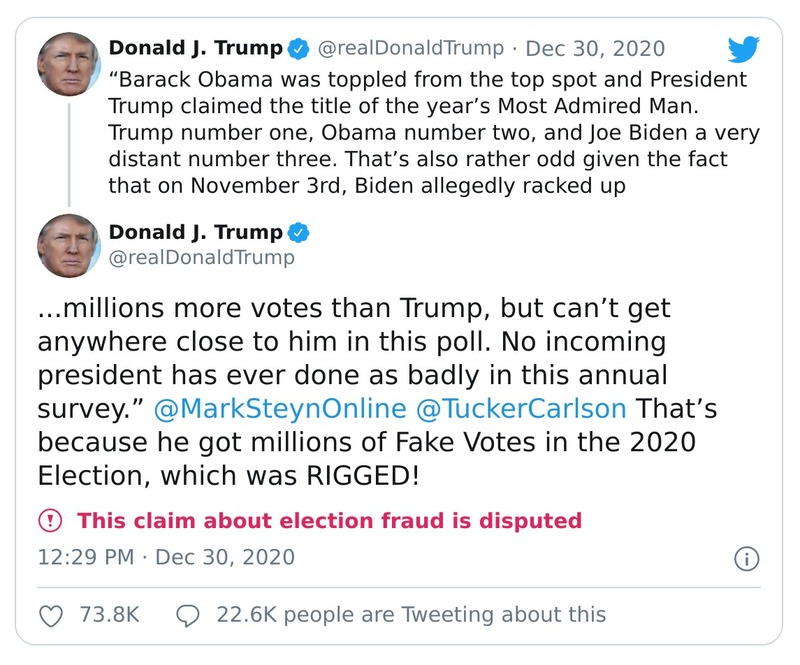 Donald J. Trump @realDonaldTrump · Dec 30, 2020
“Barack Obama was toppled from the top spot and President
Trump claimed the title of the year’s Most Admired Man.
Trump number one, Obama number two, and Joe Biden a very
distant number three. That’s also rather odd given the fact
that on November 3rd, Biden allegedly racked up
Donald J. Trump
@realDonaldTrump
...millions more votes than Trump, but can’t get
anywhere close to him in this poll. No incoming
president has ever done as badly in this annual
survey.” @MarkSteynOnline @TuckerCarlson That’s
because he got millions of Fake Votes in the 2020
Election, which was RIGGED!
This claim about election fraud is disputed
12:29 PM · Dec 30, 2020
73.8K 22.6K people are Tweeting about this